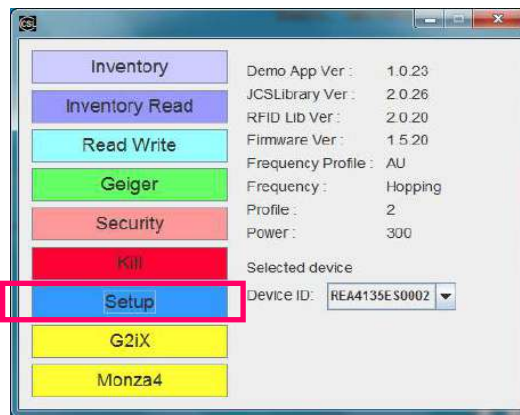 CSL
Inventory
Inventory Read
Read Write
Geiger
Security
Kill
Setup
G2iX
Monza4
Demo App Ver : 1.0.23
JCSLibrary Ver : 2.0.26
RFID Lib Ver : 2.0.20
Firmware Ver : 1.5.20
Frequency Profile : AU
Frequency : Hopping
Profile : 2
Power : 300
Selected device
Device ID: REA4135ES0002